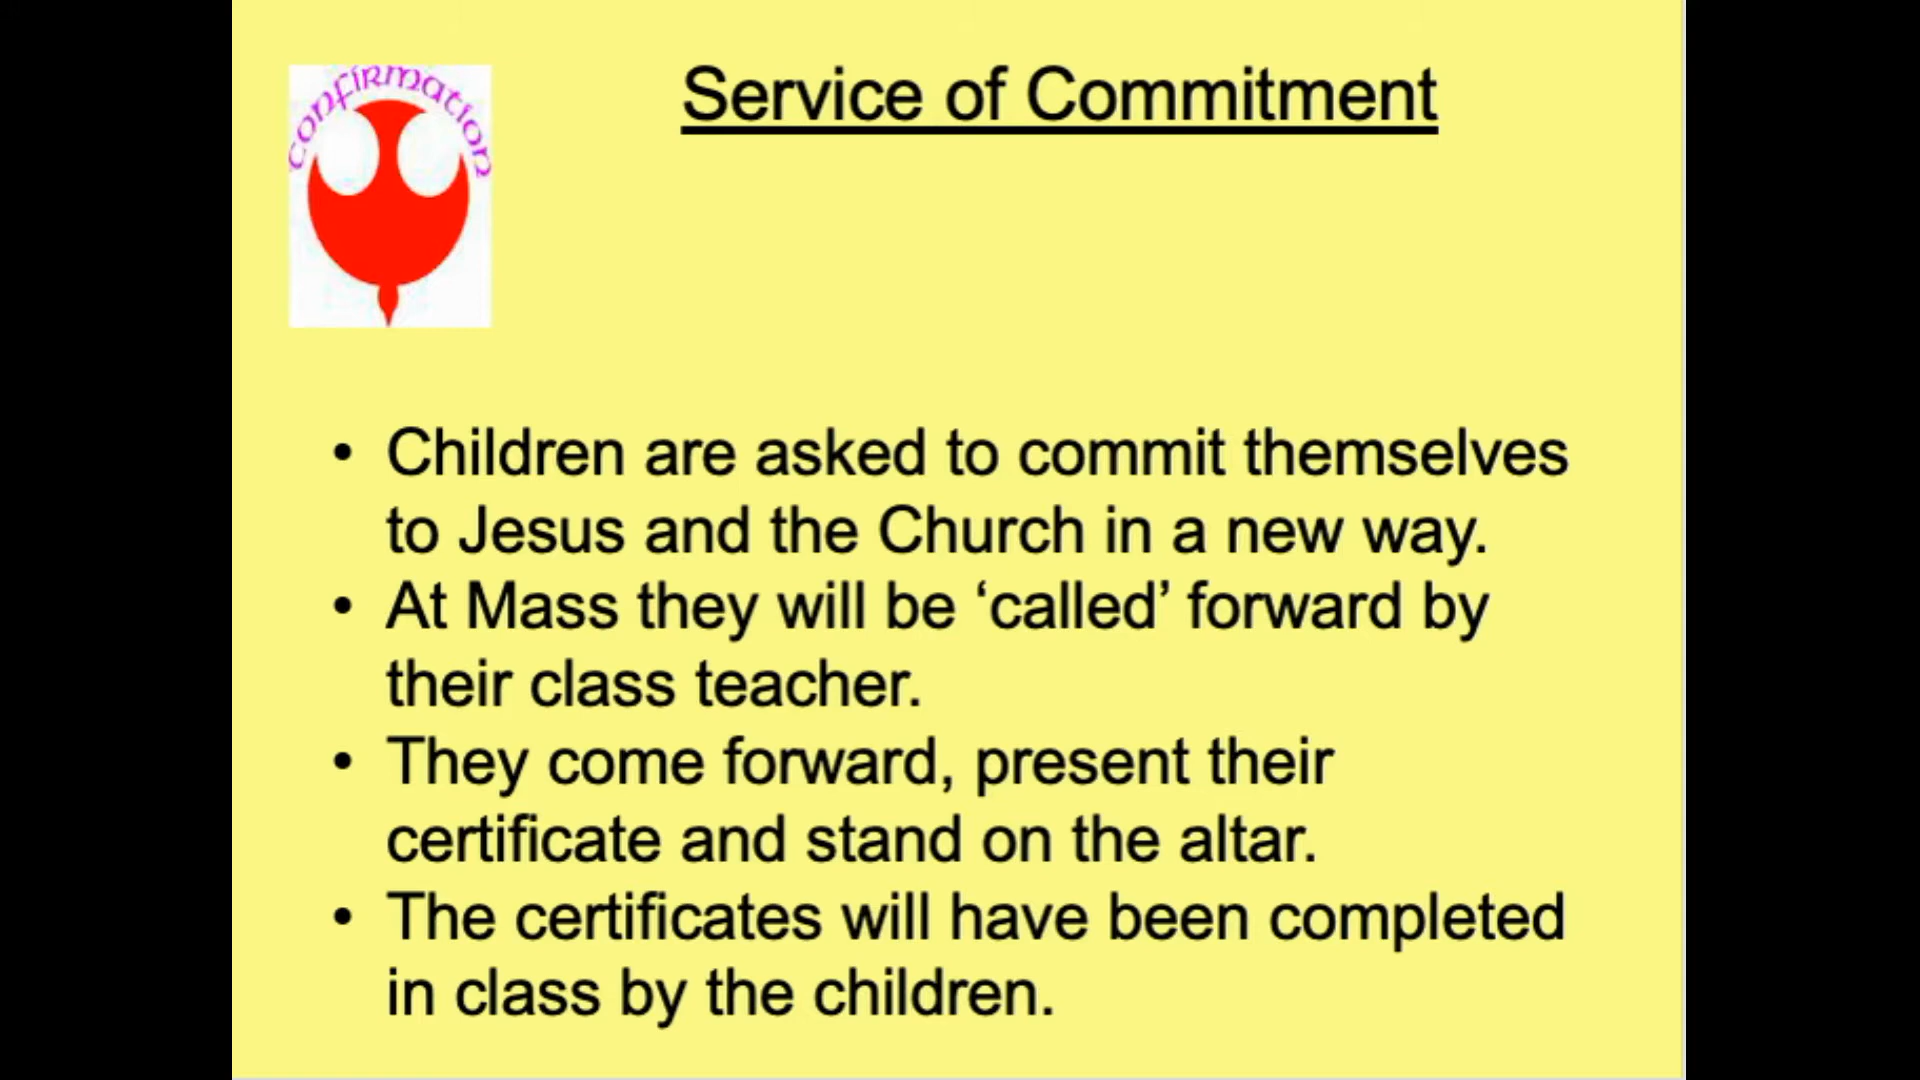 Confirmation
Service of Commitment
• Children are asked to commit themselves
to Jesus and the Church in a new way.
• At Mass they will be ‘called’ forward by
their class teacher.
• They come forward, present their
certificate and stand on the altar.
• The certificates will have been completed
in class by the children.